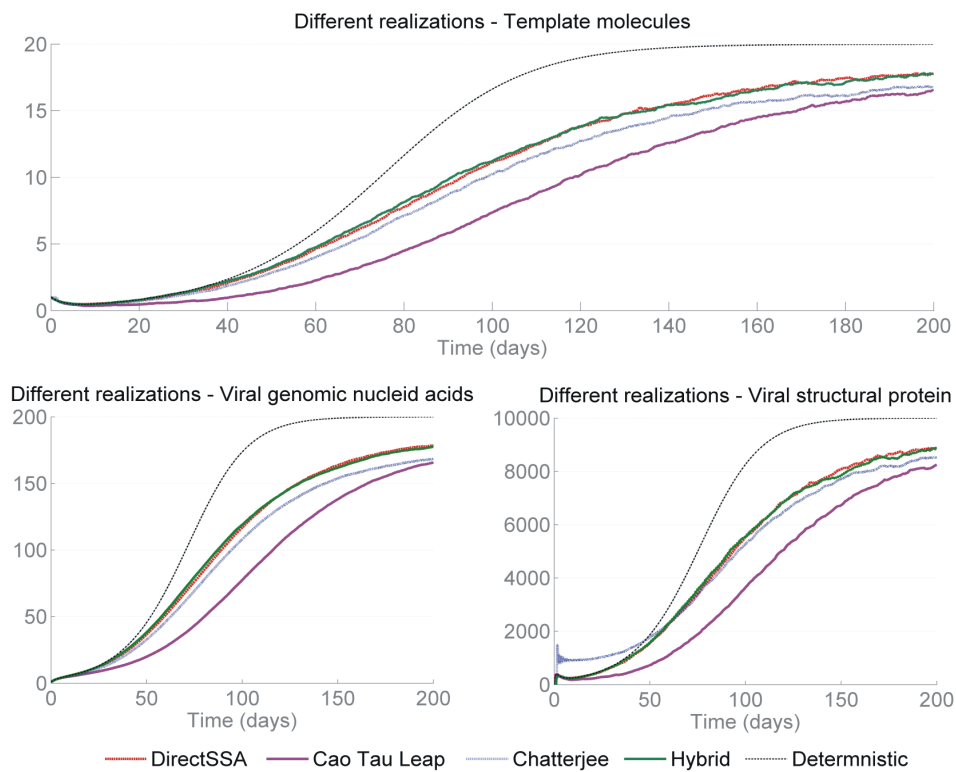 Different realizations - Template molecules
20
15
10
5
0
0 20 40 60 80 100 120 140 160 180 200
Time (days)
Different realizations - Viral genomic nucleid acids
200
150
100
50
0
0 50 100 150 200
Time (days)
Different realizations - Viral structural protein
10000
8000
6000
4000
2000
0
0 50 100 150 200
Time (days)
DirectSSA Cao Tau Leap Chatterjee Hybrid Determnistic